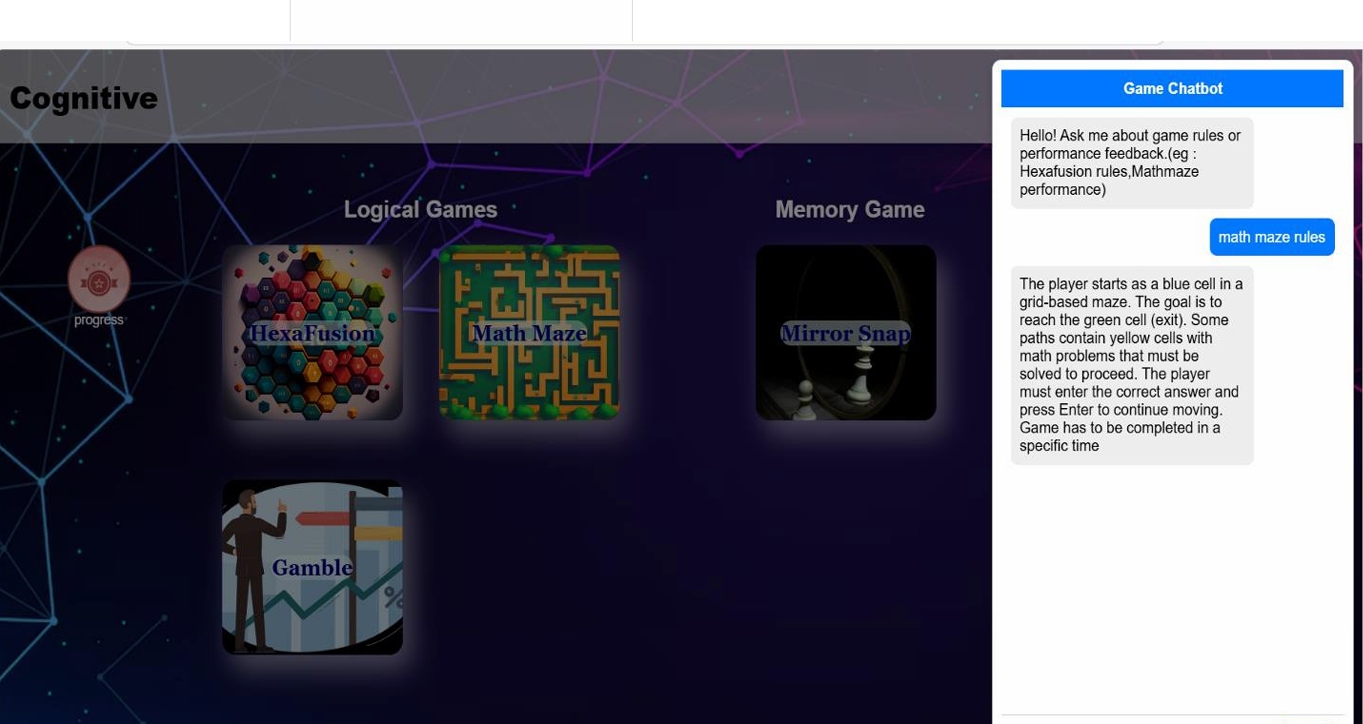 Cognitive
Game Chatbot
Hello! Ask me about game rules or
performance feedback.(eg :
Hexafusion rules,Mathmaze
performance)
math maze rules
The player starts as a blue cell in a
grid-based maze. The goal is to
reach the green cell (exit). Some
paths contain yellow cells with
math problems that must be
solved to proceed. The player
must enter the correct answer and
press Enter to continue moving.
Game has to be completed in a
specific time
Logical Games
Memory Game
progress
HexaFusion
Math Maze
Mirror Snap
Gamble
%